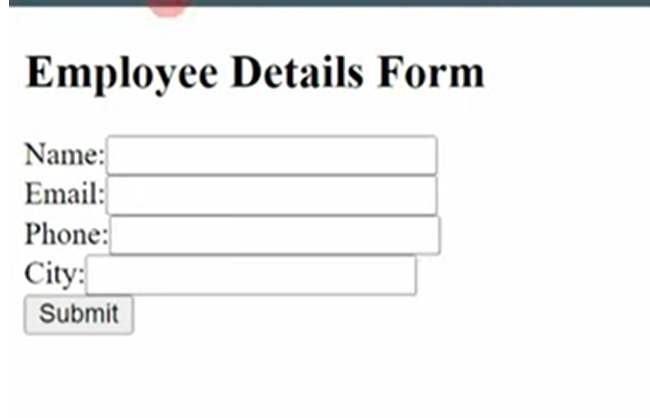 Employee Details Form
Name:
Email:
Phone:
City:
Submit